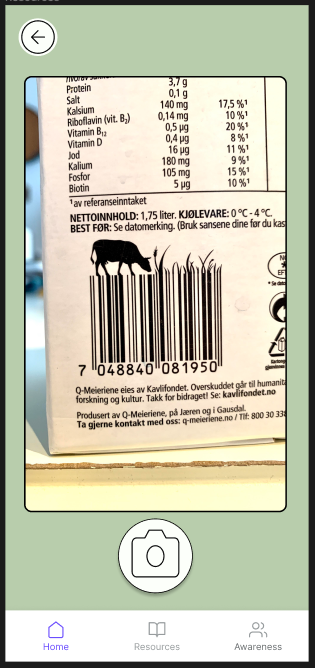 Protein 3,7 g
Salt 0,1 g
Kalsium 140 mg 17,5 %¹
Riboflavin (vit. B₂) 0,14 mg 10 %¹
Vitamin B₁₂ 0,5 µg 20 %¹
Vitamin D 0,4 µg 8 %¹
Jod 16 µg 11 %¹
Kalium 180 mg 9 %¹
Fosfor 105 mg 15 %¹
Biotin 5 µg 10 %¹
¹ av referanseinntaket
NETTOINNHOLD: 1,75 liter. KJØLEVARE: 0 °C - 4 °C.
BEST FØR: Se datomerking. (Bruk sansene dine før du kas
7 048840 081950
Q-Meieriene eies av Kavlifondet. Overskuddet går til humanitæ
forskning og kultur. Takk for bidraget! Se: kavlifondet.no
Produsert av Q-Meieriene, på Jæren og i Gausdal.
Ta gjerne kontakt med oss: q-meieriene.no / Tlf: 800 30 338
Home Resources Awareness